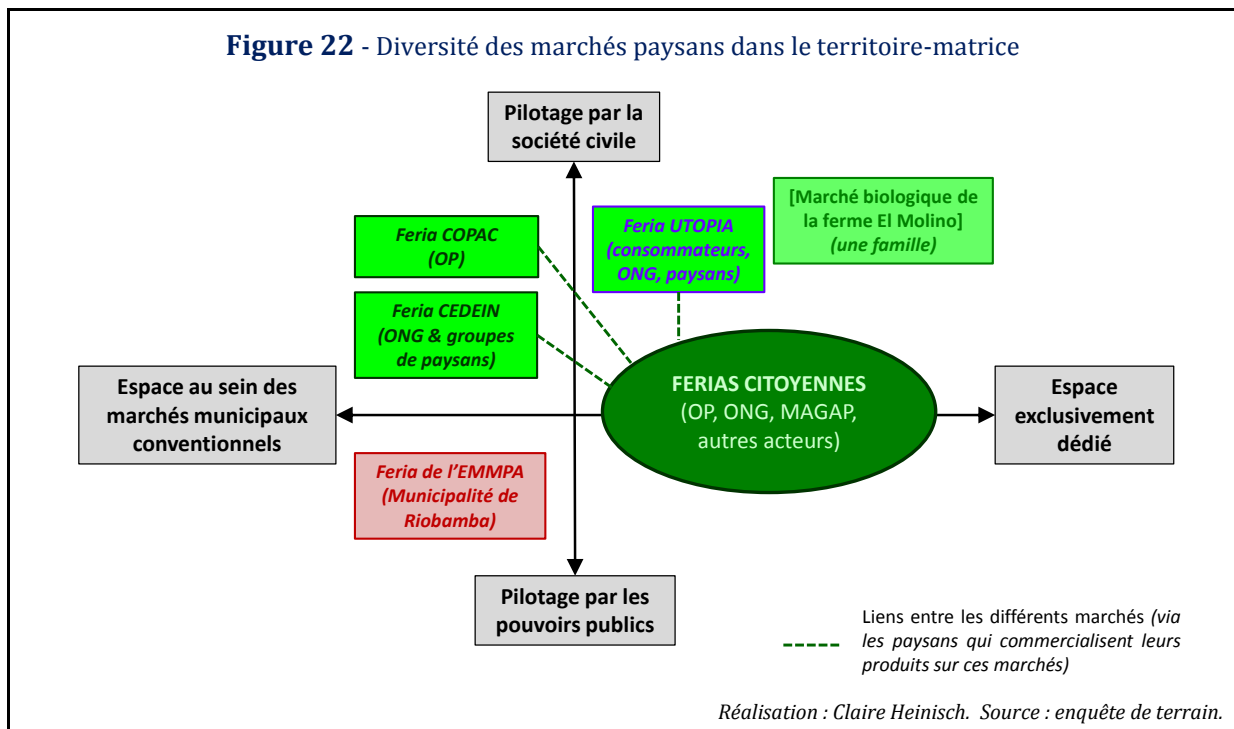 Figure 22 - Diversité des marchés paysans dans le territoire-matrice
Pilotage par la
société civile
[Marché biologique de
la ferme El Molino]
(une famille)
Feria UTOPIA
(consommateurs,
ONG, paysans)
Feria COPAC
(OP)
Feria CEDEIN
(ONG & groupes
de paysans)
Espace au sein des
marchés municipaux
conventionnels
FERIAS CITOYENNES
(OP, ONG, MAGAP,
autres acteurs)
Espace
exclusivement
dédié
Feria de l'EMMPA
(Municipalité de
Riobamba)
Pilotage par les
pouvoirs publics
Liens entre les différents marchés (via
les paysans qui commercialisent leurs
produits sur ces marchés)
Réalisation : Claire Heinisch. Source : enquête de terrain.